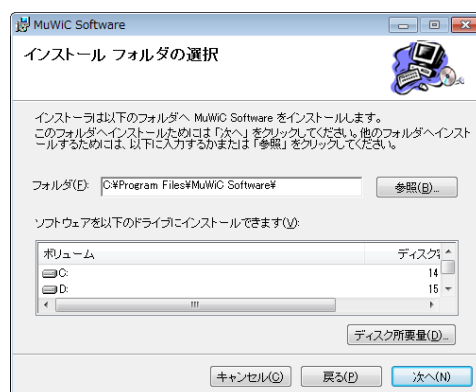 MuWiC Software
インストール フォルダの選択
インストーラは以下のフォルダへ MuWiC Software をインストールします。
このフォルダへインストールためには「次へ」をクリックしてください。他のフォルダへインスト
ールするためには、以下に入力するかまたは「参照」をクリックしてください。
フォルダ(F): C:¥Program Files¥MuWiC Software¥ 参照(B)...
ソフトウェアを以下のドライブにインストールできます(V):
ボリューム ディスク
C: 14
D: 15
ディスク所要量(D)...
キャンセル(C) 戻る(P) 次へ(N)